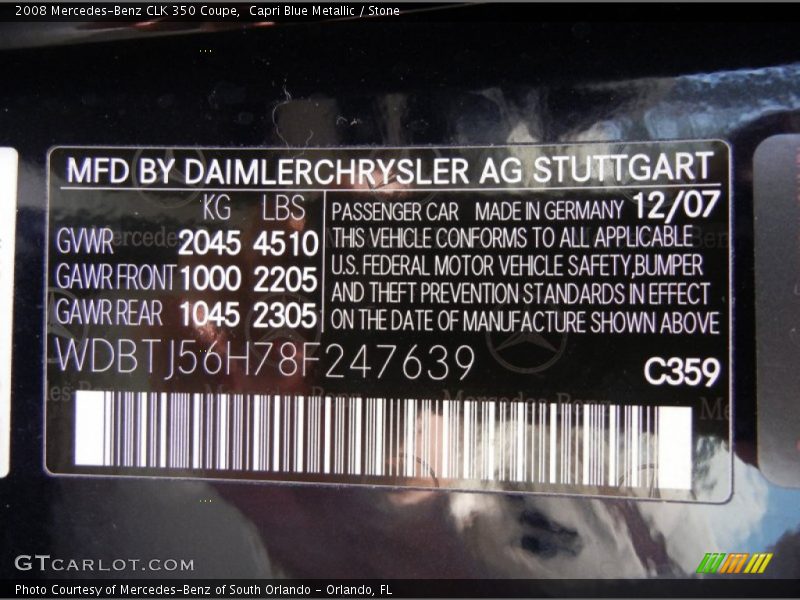 2008 Mercedes-Benz CLK 350 Coupe,  Capri Blue Metallic / Stone
MFD BY DAIMLERCHRYSLER AG STUTTGART
KG LBS
GVWR 2045 4510
GAWR FRONT 1000 2205
GAWR REAR 1045 2305
PASSENGER CAR MADE IN GERMANY 12/07
THIS VEHICLE CONFORMS TO ALL APPLICABLE
U.S. FEDERAL MOTOR VEHICLE SAFETY,BUMPER
AND THEFT PREVENTION STANDARDS IN EFFECT
ON THE DATE OF MANUFACTURE SHOWN ABOVE
WDBTJ56H78F247639
C359
GTCARLOT.COM
Photo Courtesy of Mercedes-Benz of South Orlando - Orlando, FL